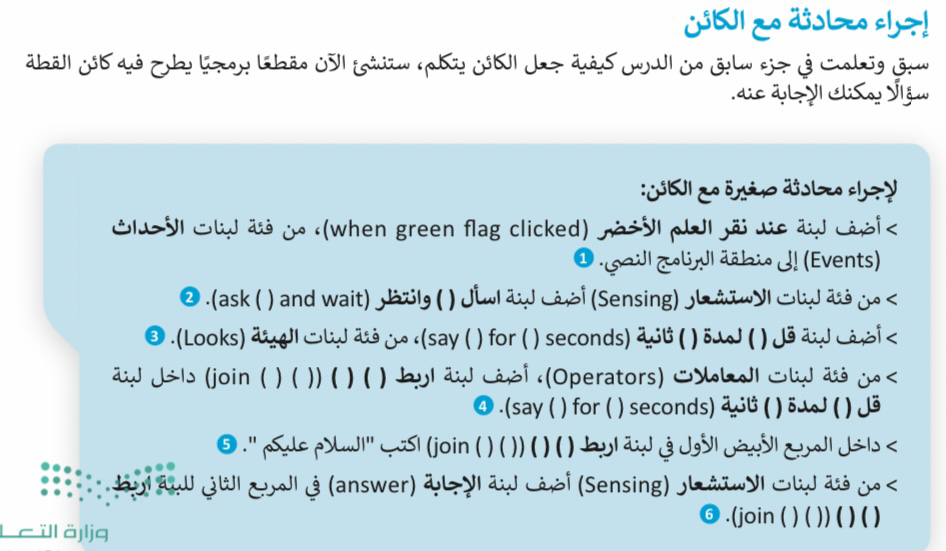 إجراء محادثة مع الكائن
سبق وتعلمت في جزء سابق من الدرس كيفية جعل الكائن يتكلم، ستنشئ الآن مقطعًا برمجيًا يطرح فيه كائن القطة
سؤالًا يمكنك الإجابة عنه.
لإجراء محادثة صغيرة مع الكائن:
> أضف لبنة عند نقر العلم الأخضر (when green flag clicked)، من فئة لبنات الأحداث
(Events) إلى منطقة البرنامج النصي. 1
> من فئة لبنات الاستشعار (Sensing) أضف لبنة اسأل ( ) وانتظر (ask ( ) and wait). 2
> أضف لبنة قل ( ) لمدة ( ) ثانية (say ( ) for ( ) seconds)، من فئة لبنات الهيئة (Looks). 3
> من فئة لبنات المعاملات (Operators)، أضف لبنة اربط ( ) ( ) (join ( ) ( )) داخل لبنة
قل ( ) لمدة ( ) ثانية (say ( ) for ( ) seconds). 4
> داخل المربع الأبيض الأول في لبنة اربط ( ) ( ) (join ( ) ( )) اكتب "السلام عليكم ". 5
> من فئة لبنات الاستشعار (Sensing) أضف لبنة الإجابة (answer) في المربع الثاني للبنة اربط
( ) ( ) (join ( ) ( )). 6
وزارة التعـ